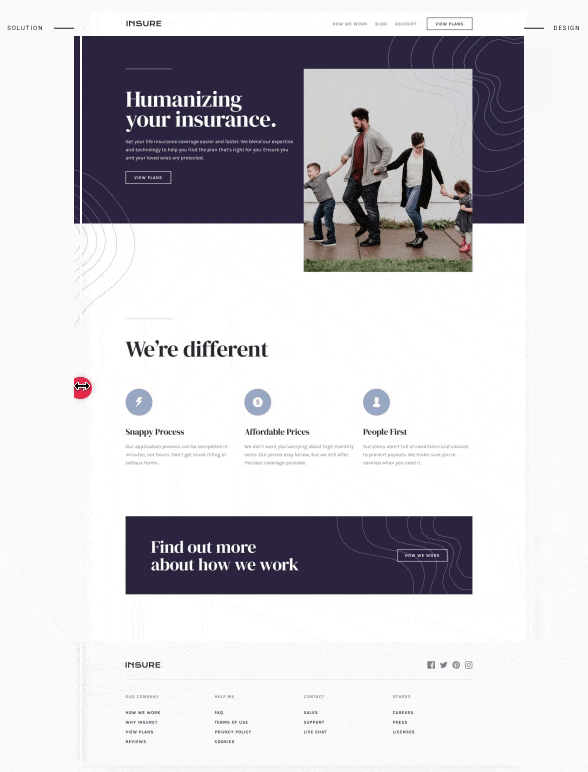 INSURE
HOW WE WORK BLOG ACCOUNT VIEW PLANS
SOLUTION
DESIGN
Humanizing
your insurance.
Get your life insurance coverage easier and faster. We blend our expertise
and technology to help you find the plan that's right for you. Ensure you
and your loved ones are protected.
VIEW PLANS
We're different
$
Snappy Process
Our application process can be completed in
minutes, not hours. Don't get stuck filling in
tedious forms.
Affordable Prices
We don't want you worrying about high monthly
costs. Our prices may be low, but we still offer
the best coverage possible.
People First
Our plans aren't full of conditions and clauses
to prevent payouts. We make sure you're
covered when you need it.
Find out more
about how we work
HOW WE WORK
INSURE
OUR COMPANY
HOW WE WORK
WHY INSURE?
VIEW PLANS
REVIEWS
HELP ME
FAQ
TERMS OF USE
PRIVACY POLICY
COOKIES
CONTACT
SALES
SUPPORT
LIVE CHAT
OTHERS
CAREERS
PRESS
LICENSES